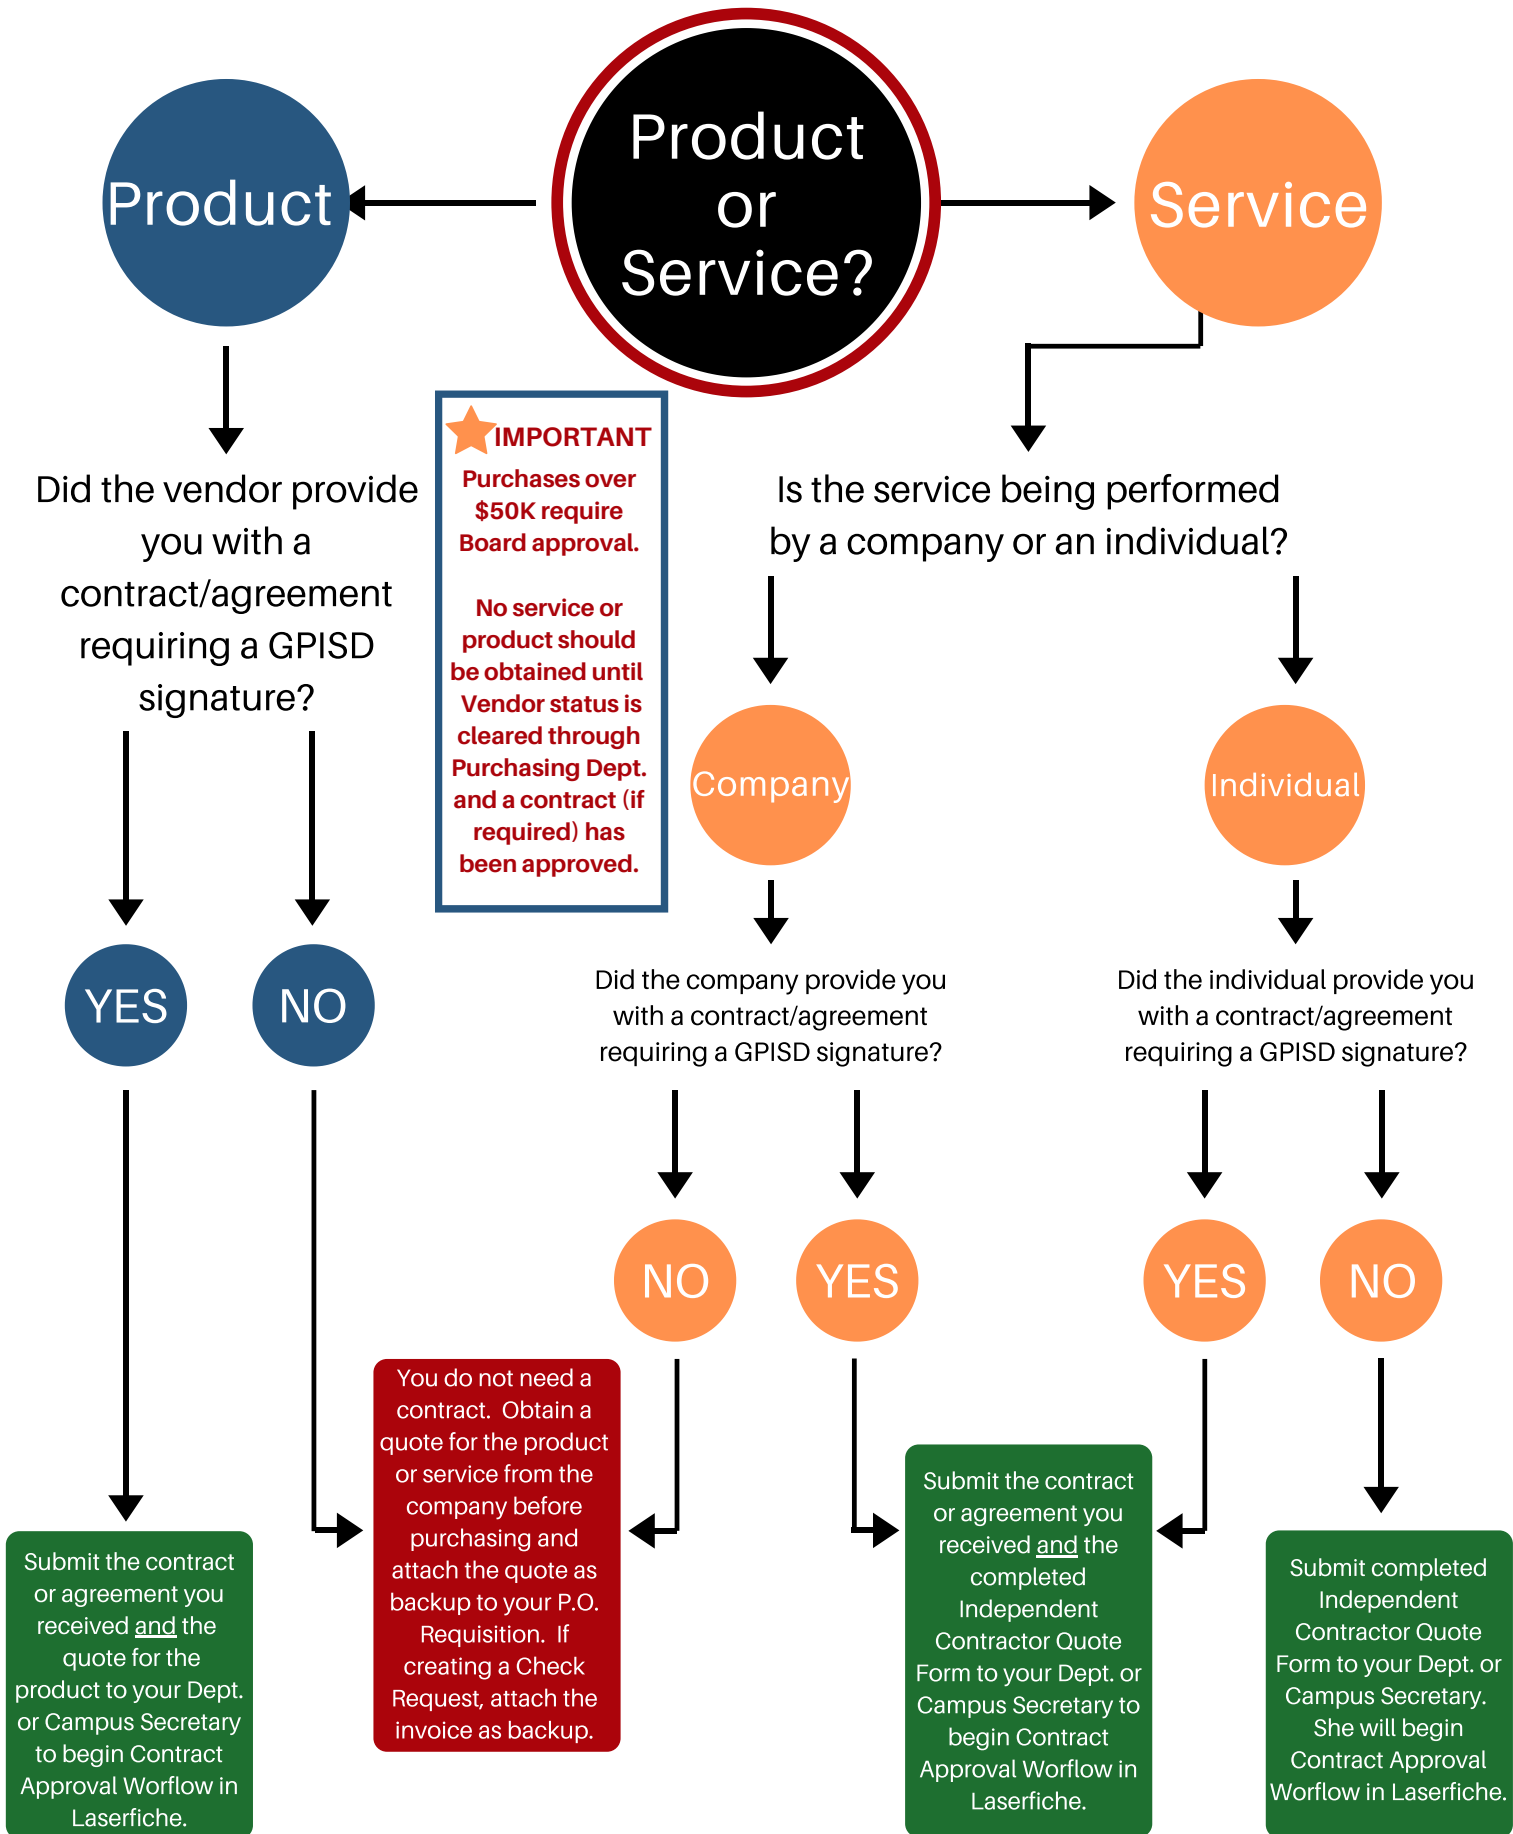 Product
or
Service?
Product
Service
IMPORTANT
Purchases over
$50K require
Board approval.
No service or
product should
be obtained until
Vendor status is
cleared through
Purchasing Dept.
and a contract (if
required) has
been approved.
Did the vendor provide
you with a
contract/agreement
requiring a GPISD
signature?
Is the service being performed
by a company or an individual?
Company
Individual
YES
NO
Did the company provide you
with a contract/agreement
requiring a GPISD signature?
Did the individual provide you
with a contract/agreement
requiring a GPISD signature?
NO
YES
YES
NO
Submit the contract
or agreement you
received and the
quote for the
product to your Dept.
or Campus Secretary
to begin Contract
Approval Worflow in
Laserfiche.
You do not need a
contract.  Obtain a
quote for the product
or service from the
company before
purchasing and
attach the quote as
backup to your P.O.
Requisition.  If
creating a Check
Request, attach the
invoice as backup.
Submit the contract
or agreement you
received and the
completed
Independent
Contractor Quote
Form to your Dept. or
Campus Secretary to
begin Contract
Approval Worflow in
Laserfiche.
Submit completed
Independent
Contractor Quote
Form to your Dept. or
Campus Secretary.
She will begin
Contract Approval
Worflow in Laserfiche.